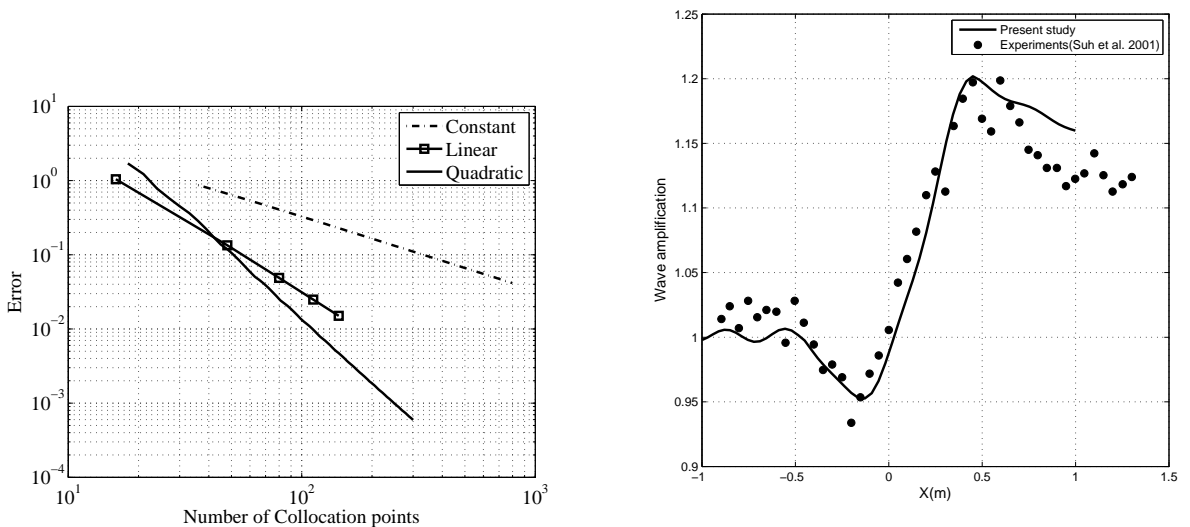 10^1
10^0
10^-1
10^-2
10^-3
10^-4
Error
10^1
10^2
10^3
Number of Collocation points
Constant
Linear
Quadratic
1.25
1.2
1.15
1.1
1.05
1
0.95
0.9
Wave amplification
−1
−0.5
0
0.5
1
1.5
X(m)
Present study
Experiments(Suh et al. 2001)